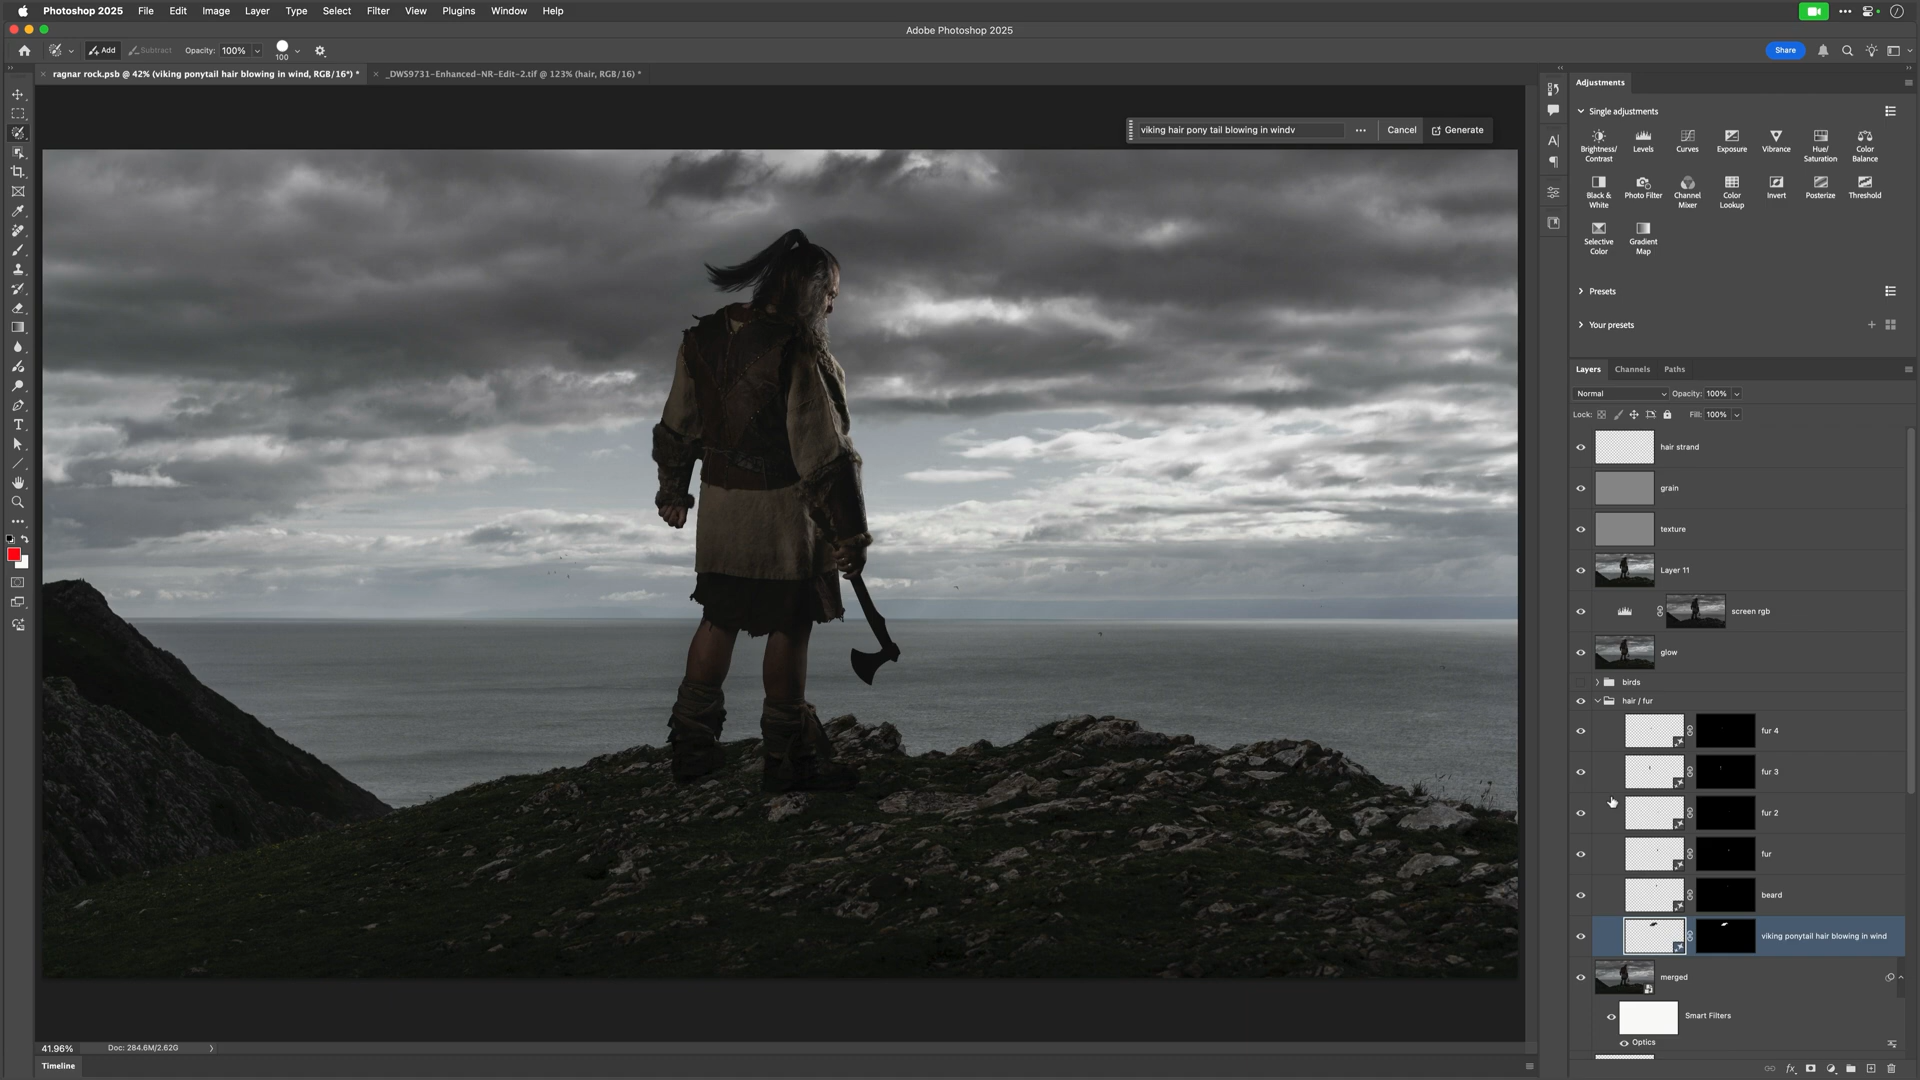 Photoshop 2025 File Edit Image Layer Type Select Filter View Plugins Window Help
Adobe Photoshop 2025
Add Subtract Opacity: 100% 100 Share
ragnar rock.psb @ 42% (viking ponytail hair blowing in wind, RGB/16*) * _DWS9731-Enhanced-NR-Edit-2.tif @ 123% (hair, RGB/16) *
viking hair pony tail blowing in windv Cancel Generate
Adjustments
Single adjustments
Brightness/
Contrast
Levels
Curves
Exposure
Vibrance
Hue/
Saturation
Color
Balance
Black &
White
Photo Filter
Channel
Mixer
Color
Lookup
Invert
Posterize
Threshold
Selective
Color
Gradient
Map
Presets
Your presets
Layers Channels Paths
Normal Opacity: 100%
Lock: Fill: 100%
hair strand
grain
texture
Layer 11
screen rgb
glow
birds
hair / fur
fur 4
fur 3
fur 2
fur
beard
viking ponytail hair blowing in wind
merged
Smart Filters
Optics
fx
41.96% Doc: 284.6M/2.62G
Timeline